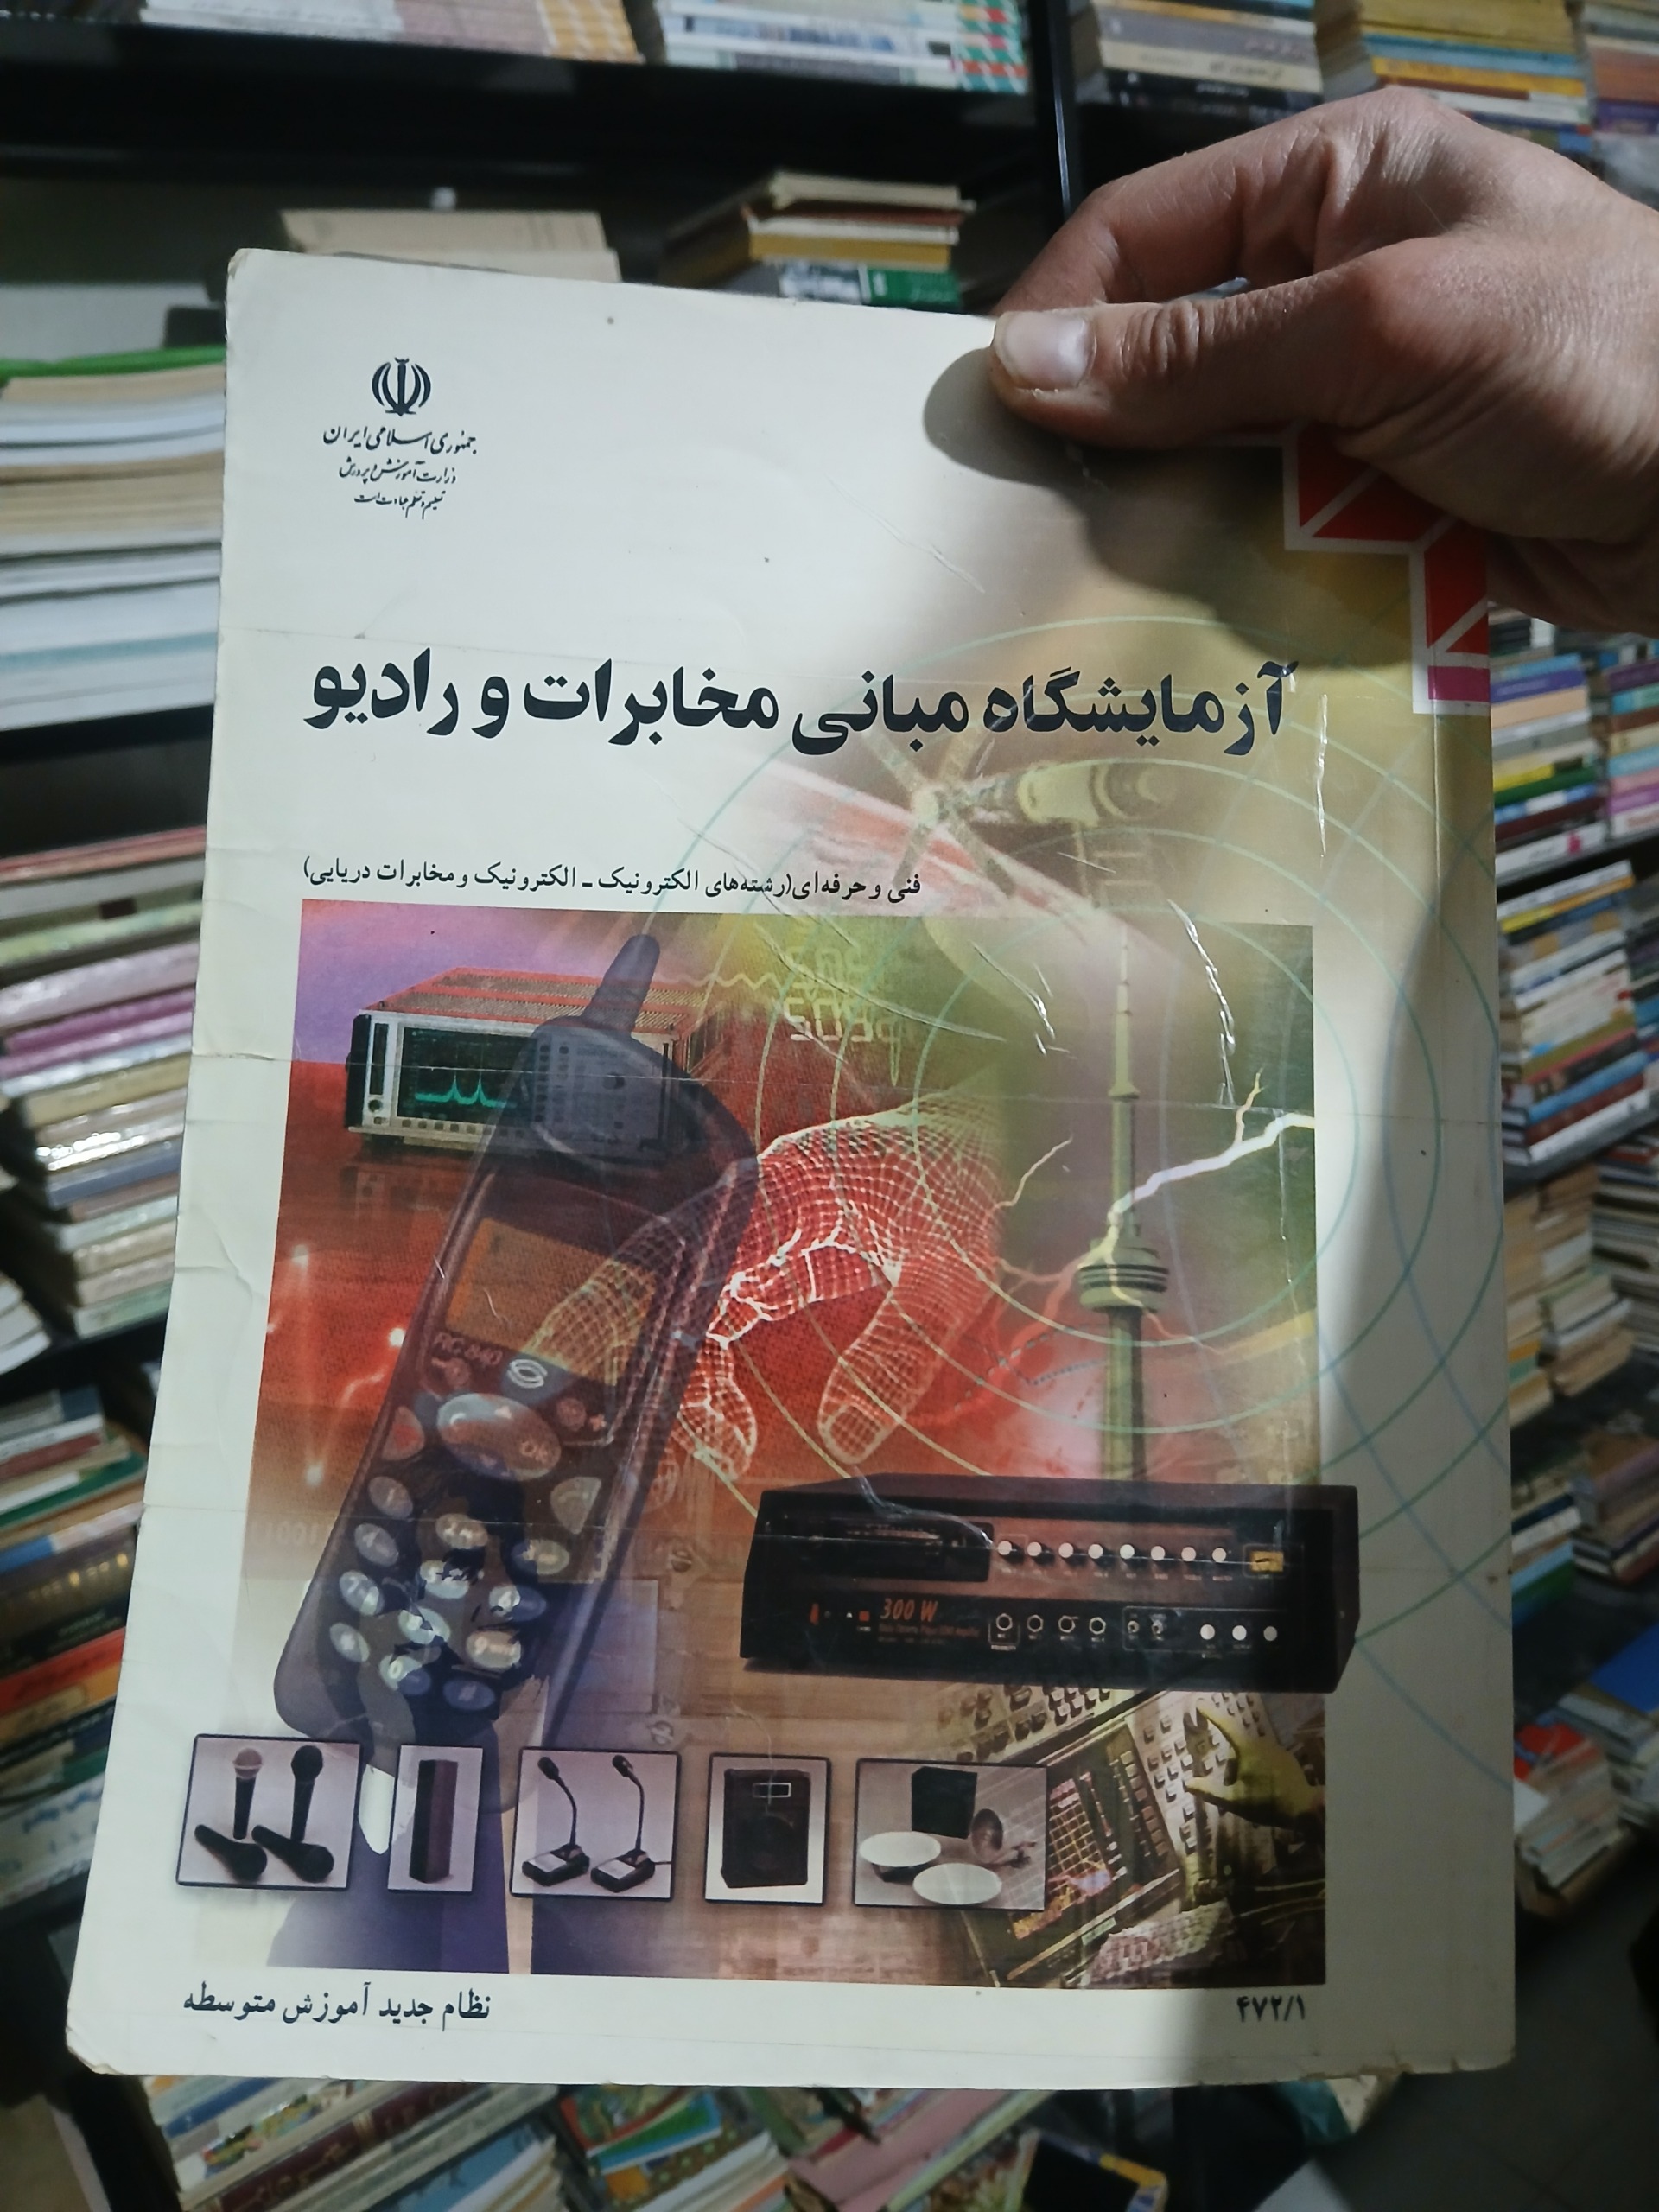 جمهوری اسلامی ایران
وزارت آموزش و پرورش
تعلیم و تعلم عبادت است
آزمایشگاه مبانی مخابرات و رادیو
فنی و حرفه‌ای (رشته‌های الکترونیک ـ الکترونیک و مخابرات دریایی)
300 W
نظام جدید آموزش متوسطه
۴۷۲/۱